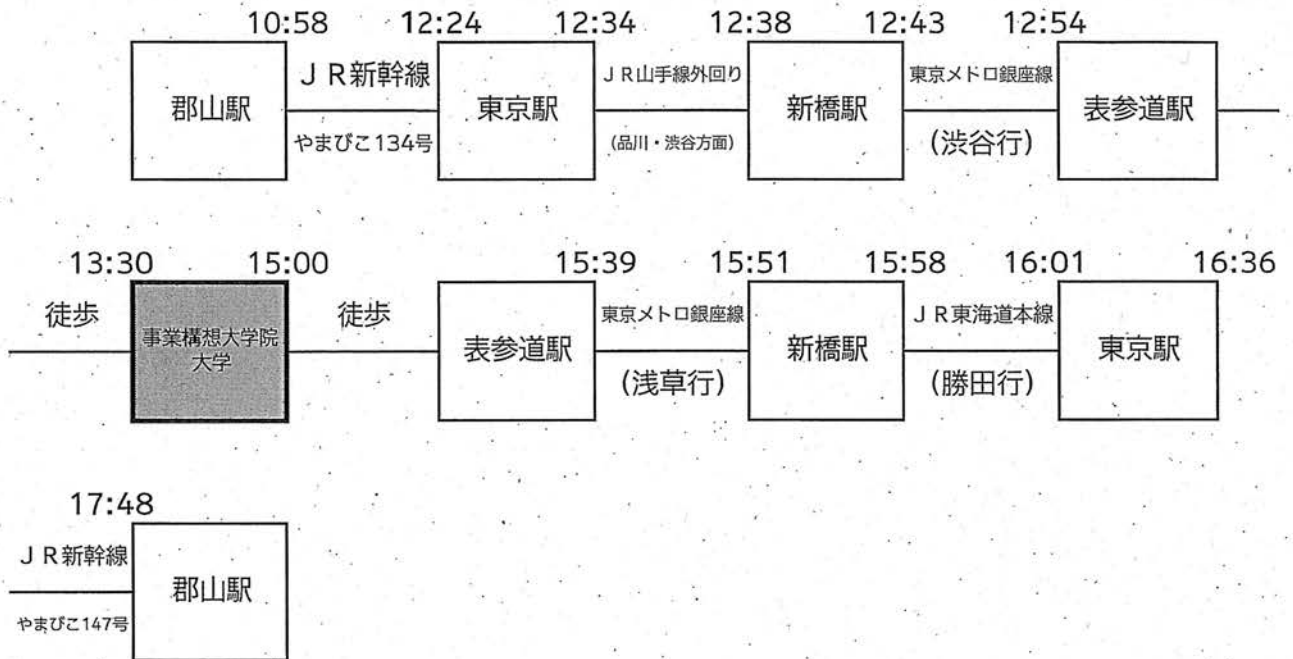 10:58 12:24 12:34 12:38 12:43 12:54
JR新幹線 JR山手線外回り 東京メトロ銀座線
郡山駅 東京駅 新橋駅 表参道駅
やまびこ134号 (品川・渋谷方面) (渋谷行)
13:30 15:00 15:39 15:51 15:58 16:01 16:36
徒歩 徒歩 東京メトロ銀座線 JR東海道本線
事業構想大学院
大学
表参道駅 新橋駅 東京駅
(浅草行) (勝田行)
17:48
JR新幹線
郡山駅
やまびこ147号